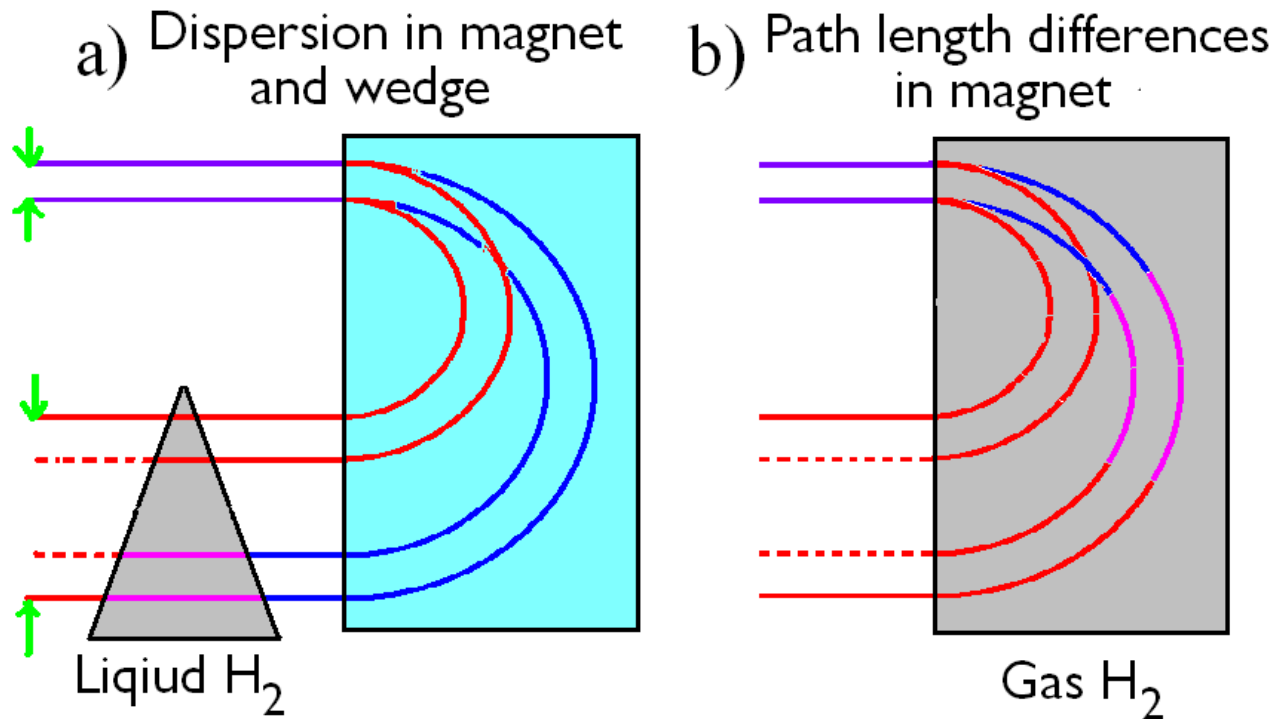 a) Dispersion in magnet
and wedge
b) Path length differences
in magnet
Liqiud H2
Gas H2